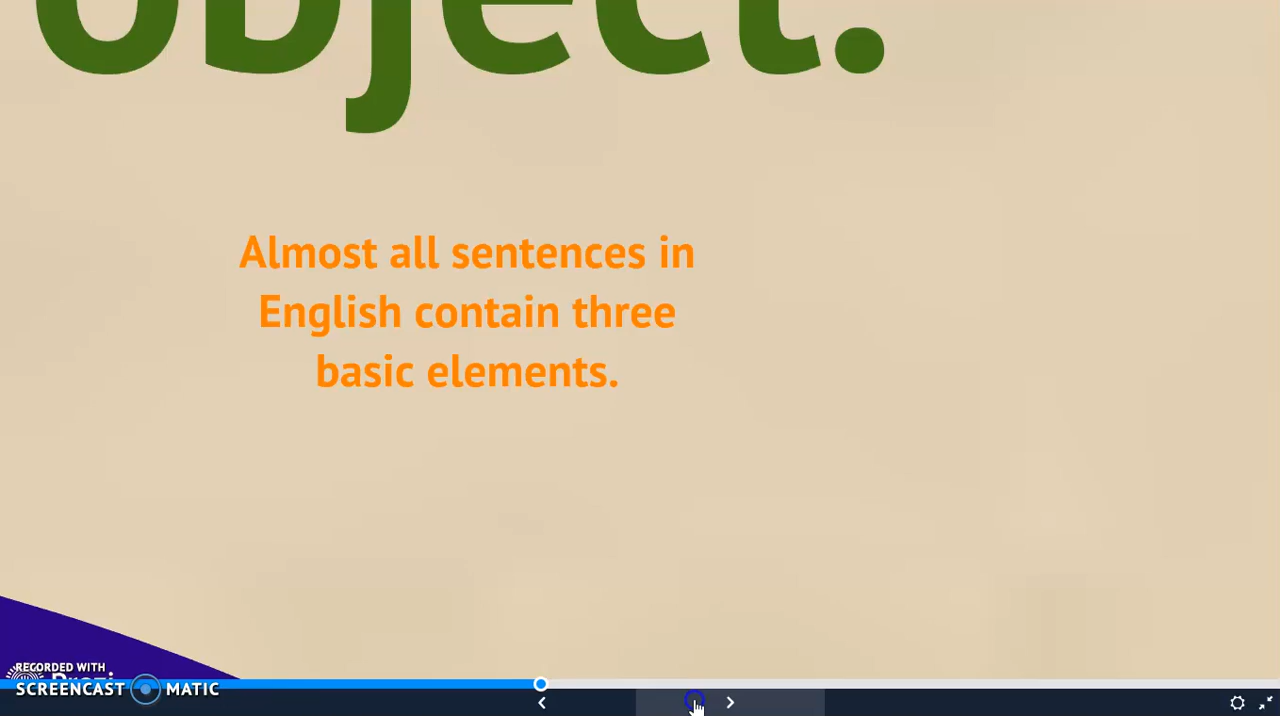 object.
Almost all sentences in
English contain three
basic elements.
RECORDED WITH
SCREENCAST MATIC